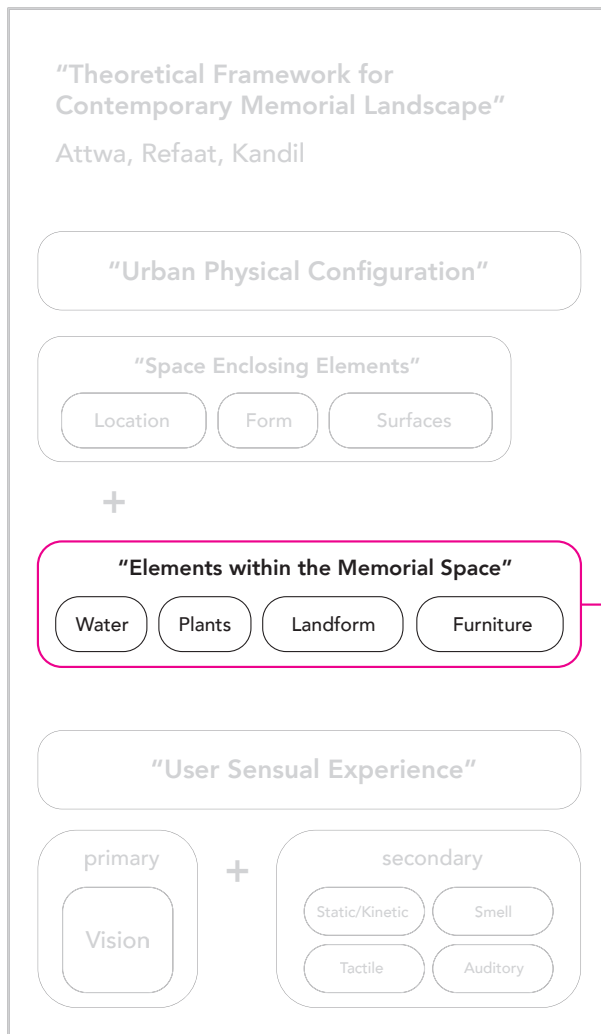 “Theoretical Framework for
Contemporary Memorial Landscape”
Attwa, Refaat, Kandil
“Urban Physical Configuration”
“Space Enclosing Elements”
Location Form Surfaces
+
“Elements within the Memorial Space”
Water Plants Landform Furniture
“User Sensual Experience”
primary + secondary
Vision
Static/Kinetic Smell
Tactile Auditory